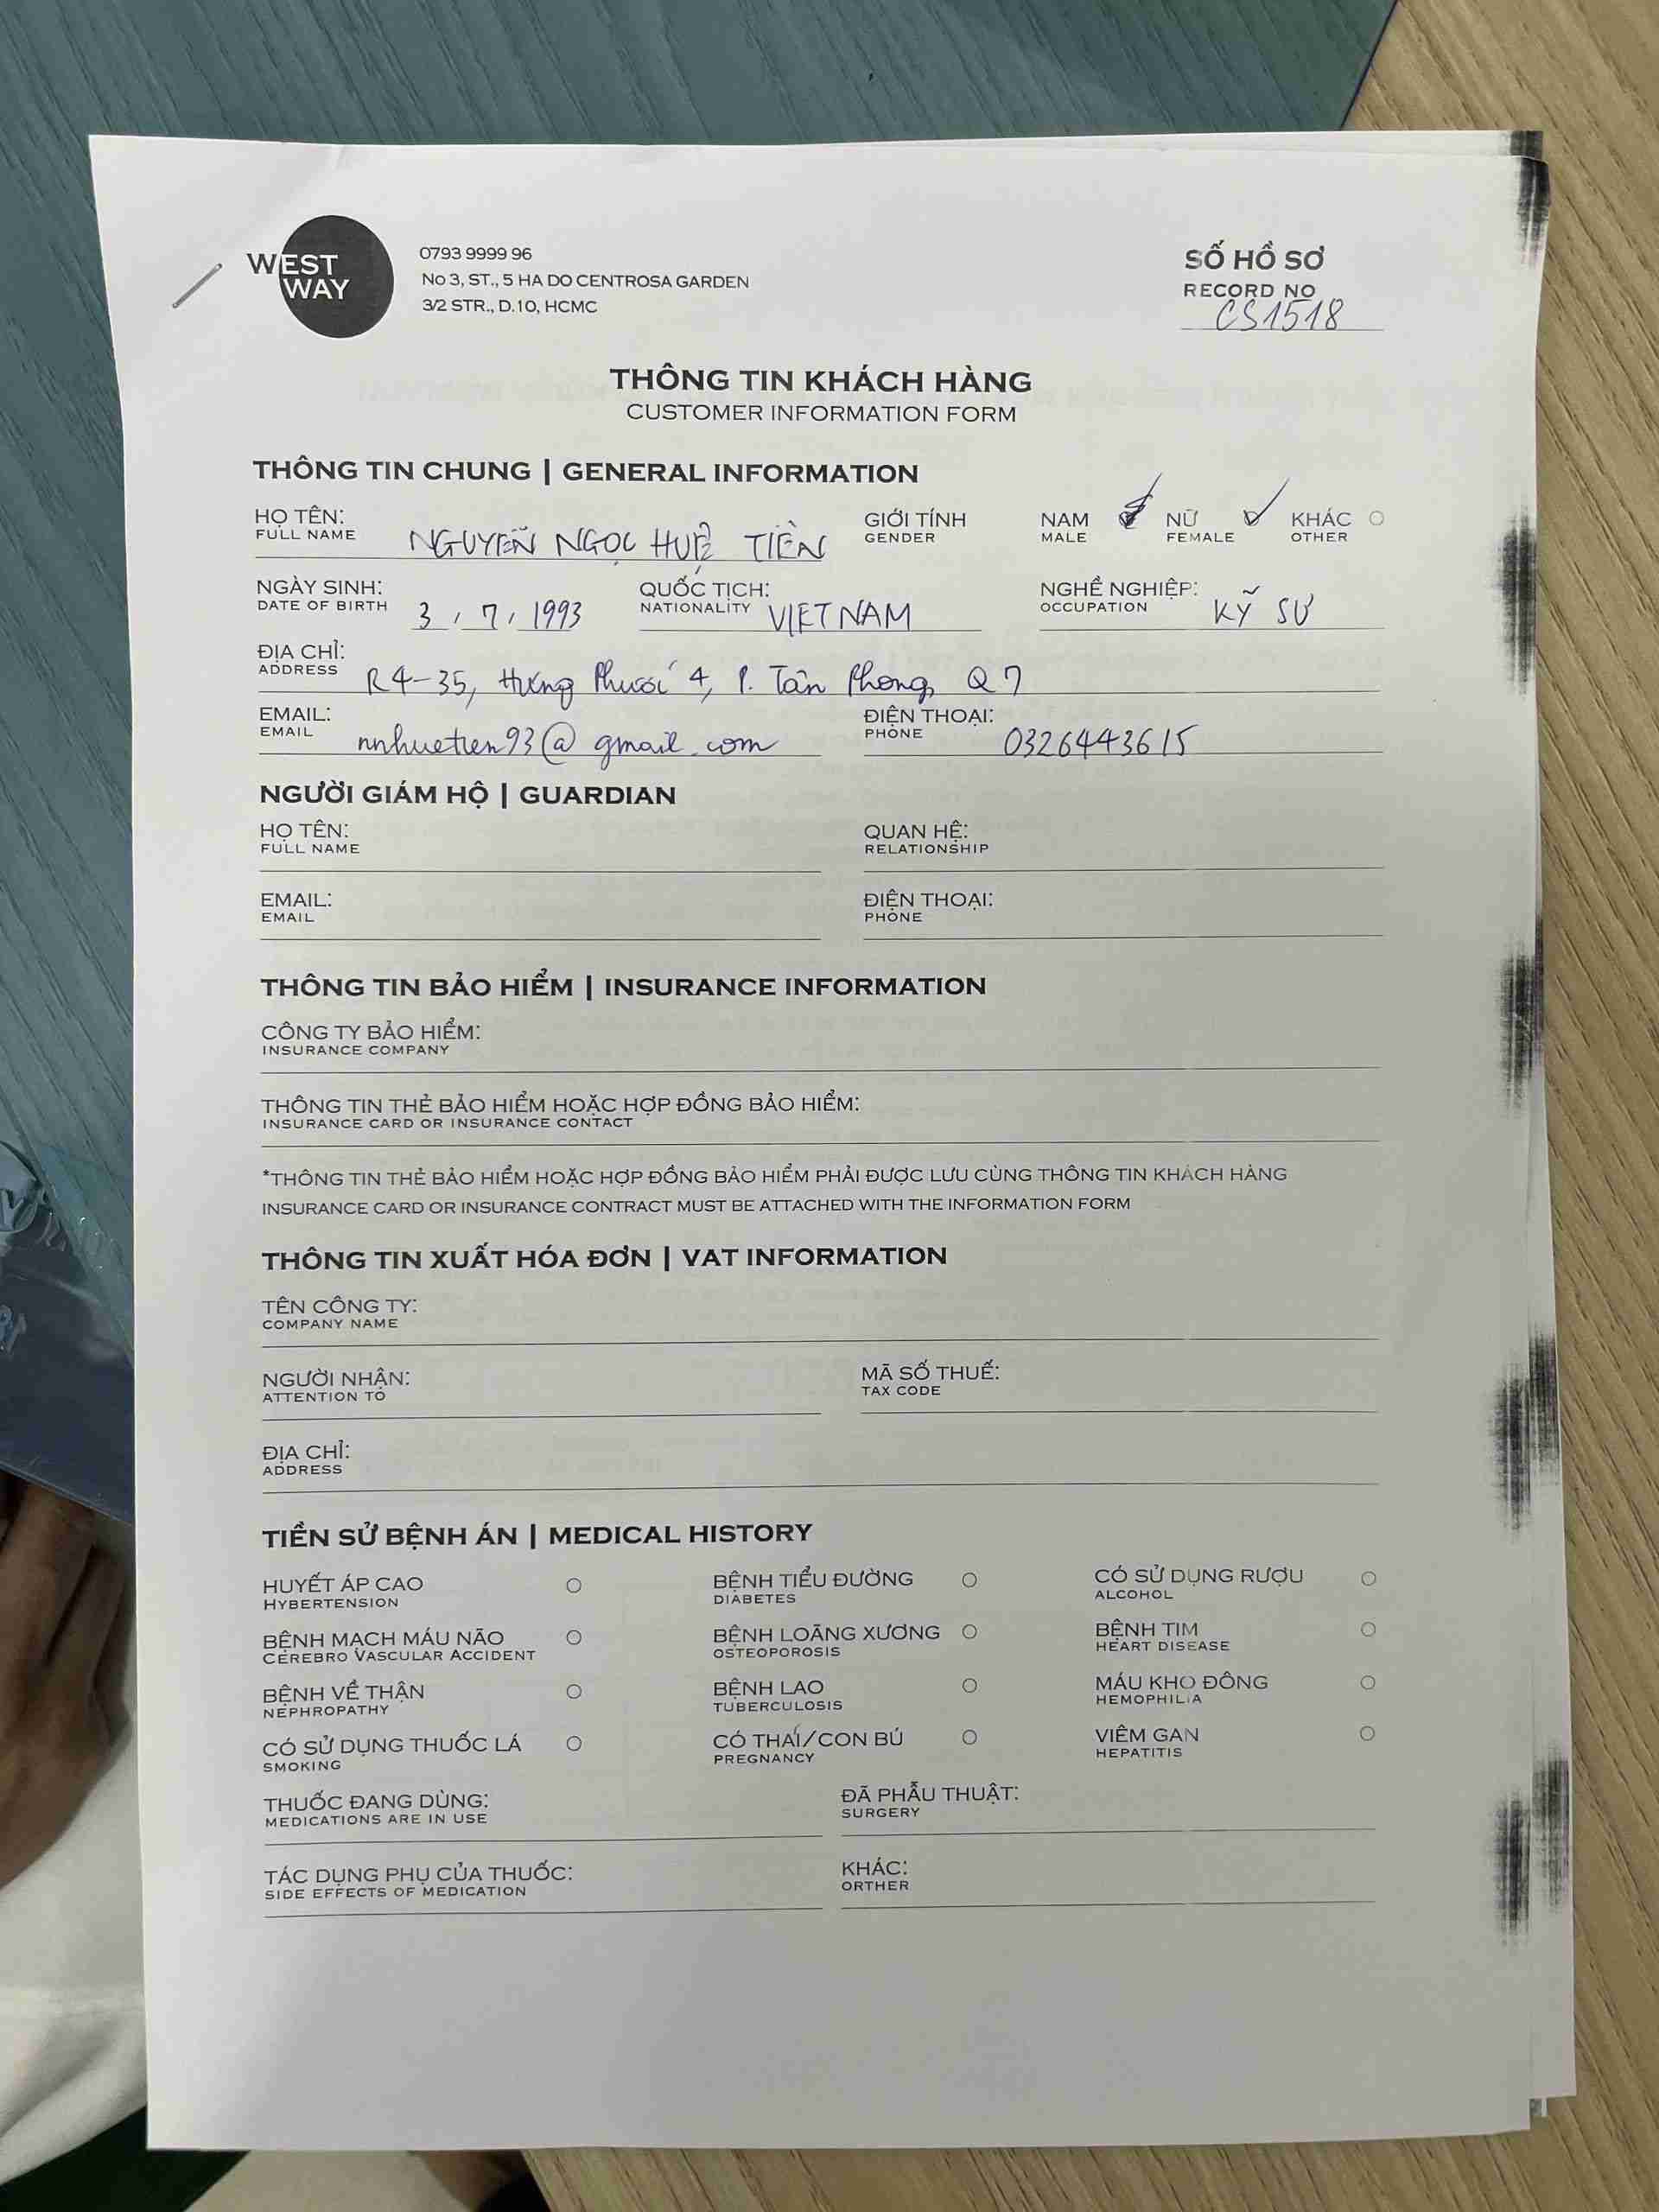 WEST WAY
0793 9999 96
No 3, ST., 5 HA DO CENTROSA GARDEN
3/2 STR., D.10, HCMC
SỐ HỒ SƠ
RECORD NO
CS1518
THÔNG TIN KHÁCH HÀNG
CUSTOMER INFORMATION FORM
THÔNG TIN CHUNG | GENERAL INFORMATION
HỌ TÊN: NGUYỄN NGỌC HUỆ TIÊN GIỚI TÍNH NAM NỮ KHÁC
FULL NAME GENDER MALE FEMALE OTHER
NGÀY SINH: 3 / 7 / 1993 QUỐC TỊCH: VIETNAM NGHỀ NGHIỆP: KỸ SƯ
DATE OF BIRTH NATIONALITY OCCUPATION
ĐỊA CHỈ: R4-35, Hưng Phước 4, P. Tân Phong, Q7
ADDRESS
EMAIL: nnhuetien93@gmail.com ĐIỆN THOẠI: 0326443615
EMAIL PHONE
NGƯỜI GIÁM HỘ | GUARDIAN
HỌ TÊN: QUAN HỆ:
FULL NAME RELATIONSHIP
EMAIL: ĐIỆN THOẠI:
EMAIL PHONE
THÔNG TIN BẢO HIỂM | INSURANCE INFORMATION
CÔNG TY BẢO HIỂM:
INSURANCE COMPANY
THÔNG TIN THẺ BẢO HIỂM HOẶC HỢP ĐỒNG BẢO HIỂM:
INSURANCE CARD OR INSURANCE CONTACT
*THÔNG TIN THẺ BẢO HIỂM HOẶC HỢP ĐỒNG BẢO HIỂM PHẢI ĐƯỢC LƯU CÙNG THÔNG TIN KHÁCH HÀNG
INSURANCE CARD OR INSURANCE CONTRACT MUST BE ATTACHED WITH THE INFORMATION FORM
THÔNG TIN XUẤT HÓA ĐƠN | VAT INFORMATION
TÊN CÔNG TY:
COMPANY NAME
NGƯỜI NHẬN: MÃ SỐ THUẾ:
ATTENTION TO TAX CODE
ĐỊA CHỈ:
ADDRESS
TIỀN SỬ BỆNH ÁN | MEDICAL HISTORY
HUYẾT ÁP CAO BỆNH TIỂU ĐƯỜNG CÓ SỬ DỤNG RƯỢU
HYBERTENSION DIABETES ALCOHOL
BỆNH MẠCH MÁU NÃO BỆNH LOÃNG XƯƠNG BỆNH TIM
CEREBRO VASCULAR ACCIDENT OSTEOPOROSIS HEART DISEASE
BỆNH VỀ THẬN BỆNH LAO MÁU KHO ĐÔNG
NEPHROPATHY TUBERCULOSIS HEMOPHILIA
CÓ SỬ DỤNG THUỐC LÁ CÓ THAI/CON BÚ VIÊM GAN
SMOKING PREGNANCY HEPATITIS
THUỐC ĐANG DÙNG: ĐÃ PHẪU THUẬT:
MEDICATIONS ARE IN USE SURGERY
TÁC DỤNG PHỤ CỦA THUỐC: KHÁC:
SIDE EFFECTS OF MEDICATION ORTHER